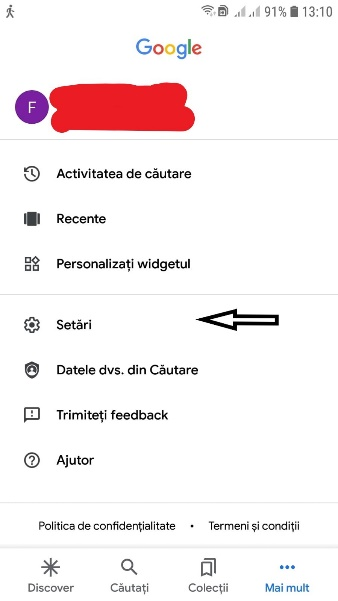 91% 13:10
Google
F
Activitatea de căutare
Recente
Personalizați widgetul
Setări
Datele dvs. din Căutare
Trimiteți feedback
Ajutor
Politica de confidențialitate • Termeni și condiții
Discover Căutați Colecții Mai mult